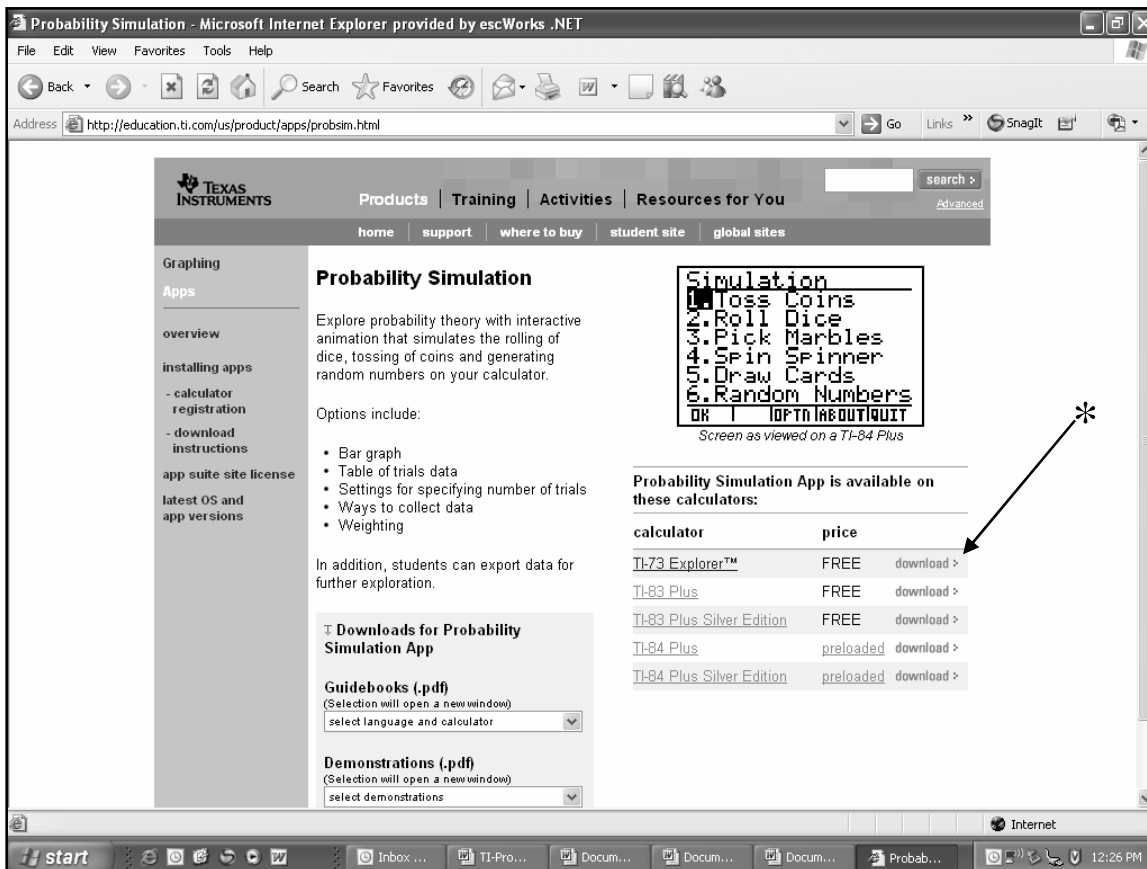 Probability Simulation - Microsoft Internet Explorer provided by escWorks .NET
File Edit View Favorites Tools Help
Back Search Favorites
Address http://education.ti.com/us/product/apps/probsim.html Go Links » SnagIt
TEXAS
INSTRUMENTS
search >
Products | Training | Activities | Resources for You
Advanced
home | support | where to buy | student site | global sites
Graphing
Apps
overview
installing apps
- calculator
registration
- download
instructions
app suite site license
latest OS and
app versions
Probability Simulation
Explore probability theory with interactive
animation that simulates the rolling of
dice, tossing of coins and generating
random numbers on your calculator.
Options include:
• Bar graph
• Table of trials data
• Settings for specifying number of trials
• Ways to collect data
• Weighting
In addition, students can export data for
further exploration.
Downloads for Probability
Simulation App
Guidebooks (.pdf)
(Selection will open a new window)
select language and calculator
Demonstrations (.pdf)
(Selection will open a new window)
select demonstrations
Simulation
1.Toss Coins
2.Roll Dice
3.Pick Marbles
4.Spin Spinner
5.Draw Cards
6.Random Numbers
OK | |OPTN|ABOUT|QUIT
Screen as viewed on a TI-84 Plus
*
Probability Simulation App is available on
these calculators:
calculator price
TI-73 Explorer™ FREE download >
TI-83 Plus FREE download >
TI-83 Plus Silver Edition FREE download >
TI-84 Plus preloaded download >
TI-84 Plus Silver Edition preloaded download >
Internet
start Inbox ... TI-Pro... Docum... Docum... Docum... Probab... 12:26 PM